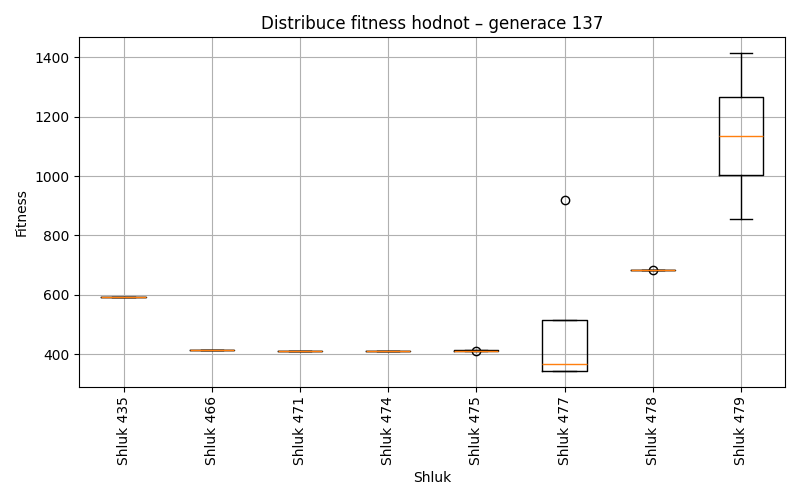 Distribuce fitness hodnot – generace 137
Fitness
1400
1200
1000
800
600
400
Shluk 435
Shluk 466
Shluk 471
Shluk 474
Shluk 475
Shluk 477
Shluk 478
Shluk 479
Shluk